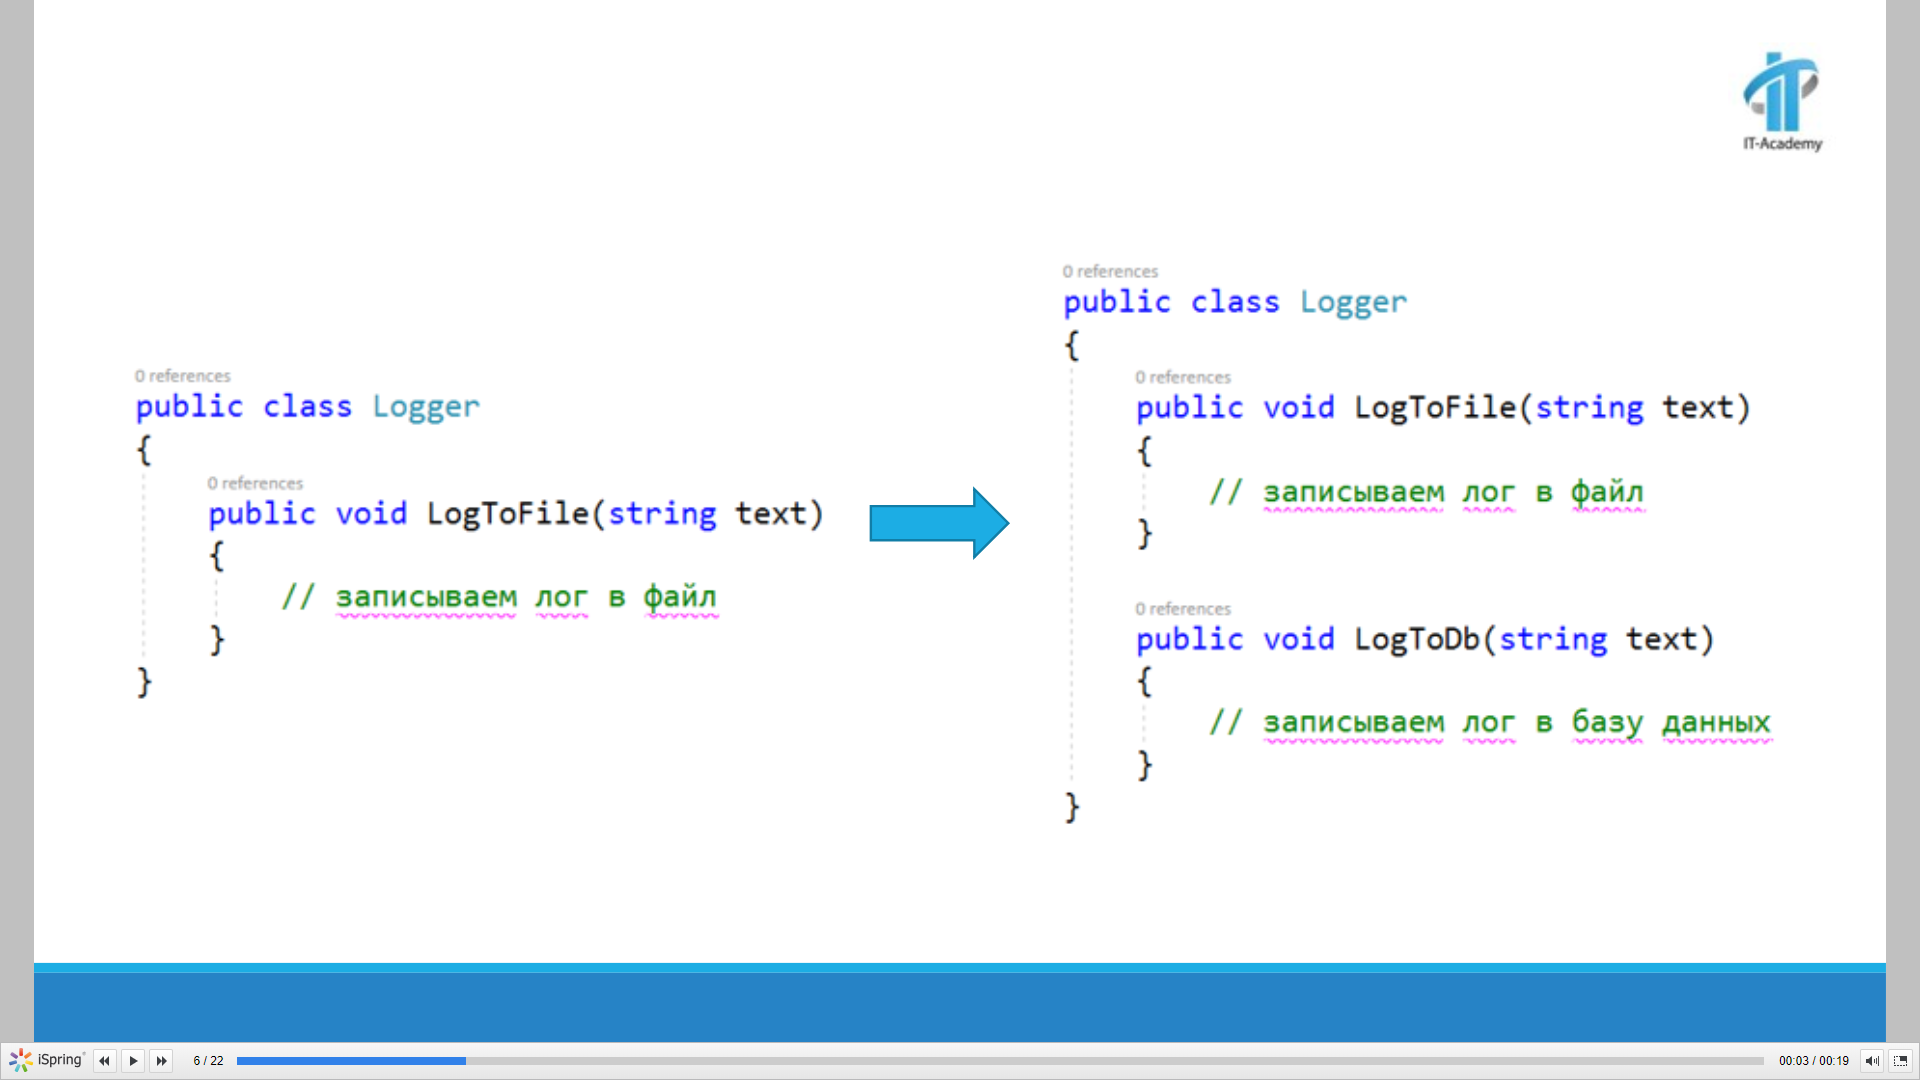 IT-Academy
0 references
public class Logger
{
0 references
public void LogToFile(string text)
{
// записываем лог в файл
}
}
0 references
public class Logger
{
0 references
public void LogToFile(string text)
{
// записываем лог в файл
}
0 references
public void LogToDb(string text)
{
// записываем лог в базу данных
}
}
iSpring
6 / 22
00:03 / 00:19